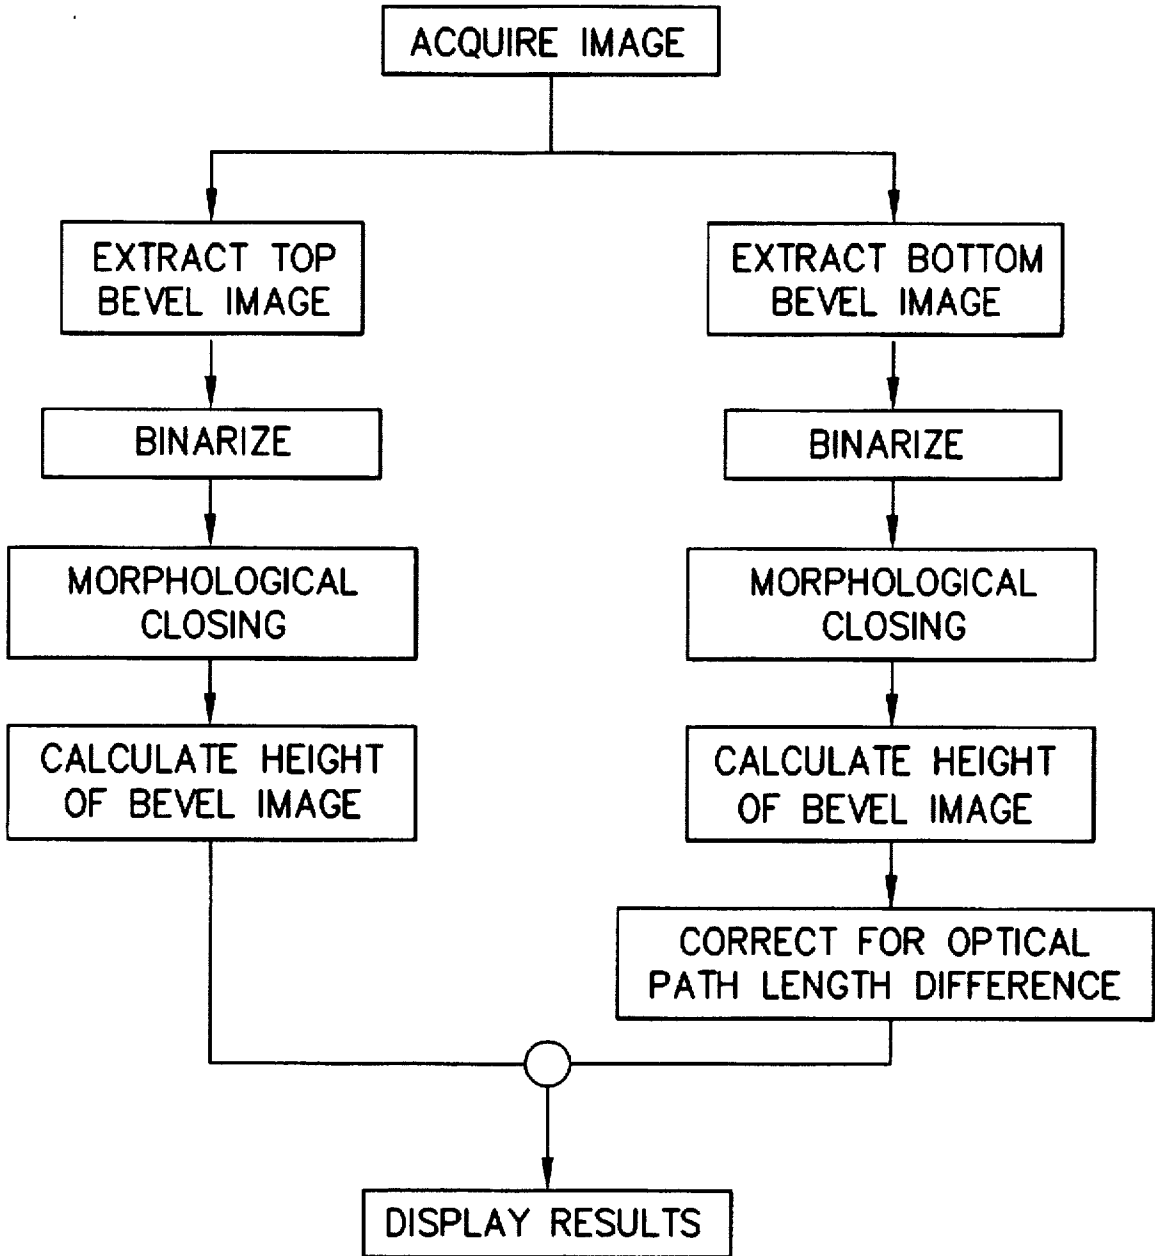 ACQUIRE IMAGE
EXTRACT TOP
BEVEL IMAGE
BINARIZE
MORPHOLOGICAL
CLOSING
CALCULATE HEIGHT
OF BEVEL IMAGE
EXTRACT BOTTOM
BEVEL IMAGE
BINARIZE
MORPHOLOGICAL
CLOSING
CALCULATE HEIGHT
OF BEVEL IMAGE
CORRECT FOR OPTICAL
PATH LENGTH DIFFERENCE
DISPLAY RESULTS